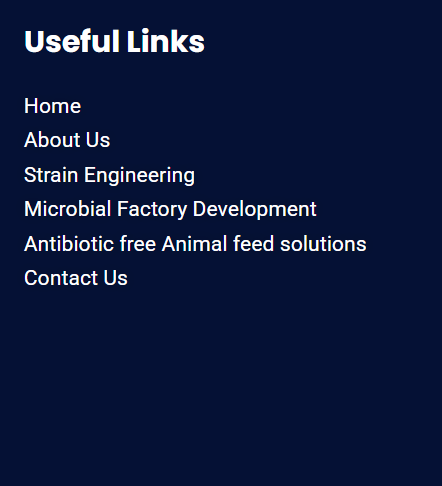 Useful Links
Home
About Us
Strain Engineering
Microbial Factory Development
Antibiotic free Animal feed solutions
Contact Us